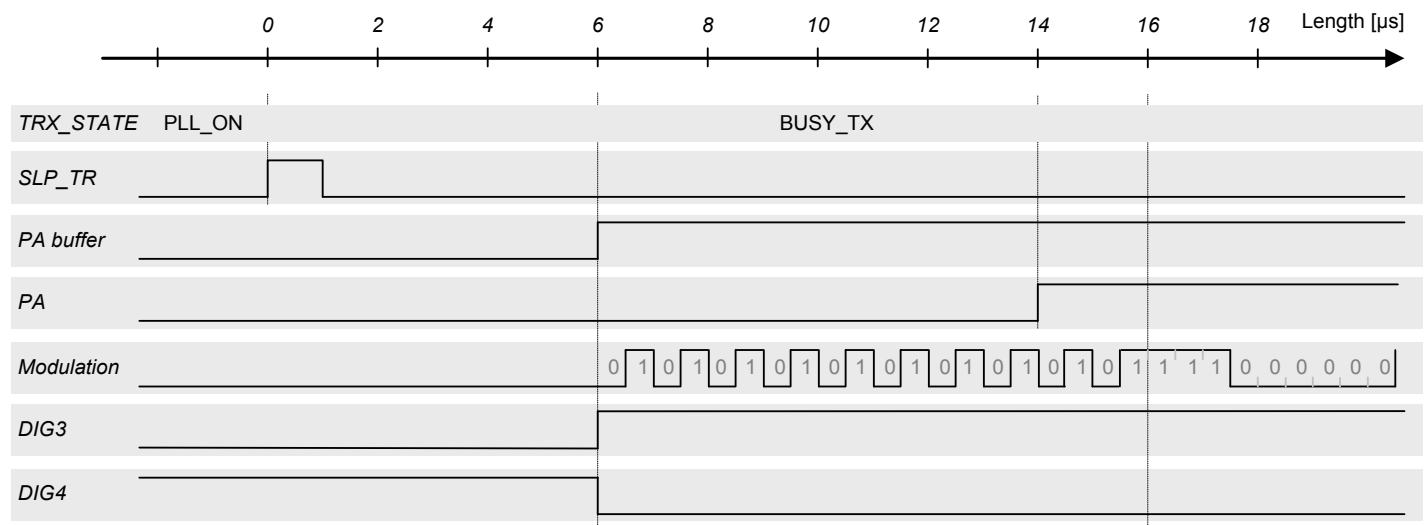 0 2 4 6 8 10 12 14 16 18 Length [µs]
TRX_STATE PLL_ON BUSY_TX
SLP_TR
PA buffer
PA
Modulation 0 1 0 1 0 1 0 1 0 1 0 1 0 1 0 1 0 1 0 1 1 1 1 0 0 0 0 0 0
DIG3
DIG4